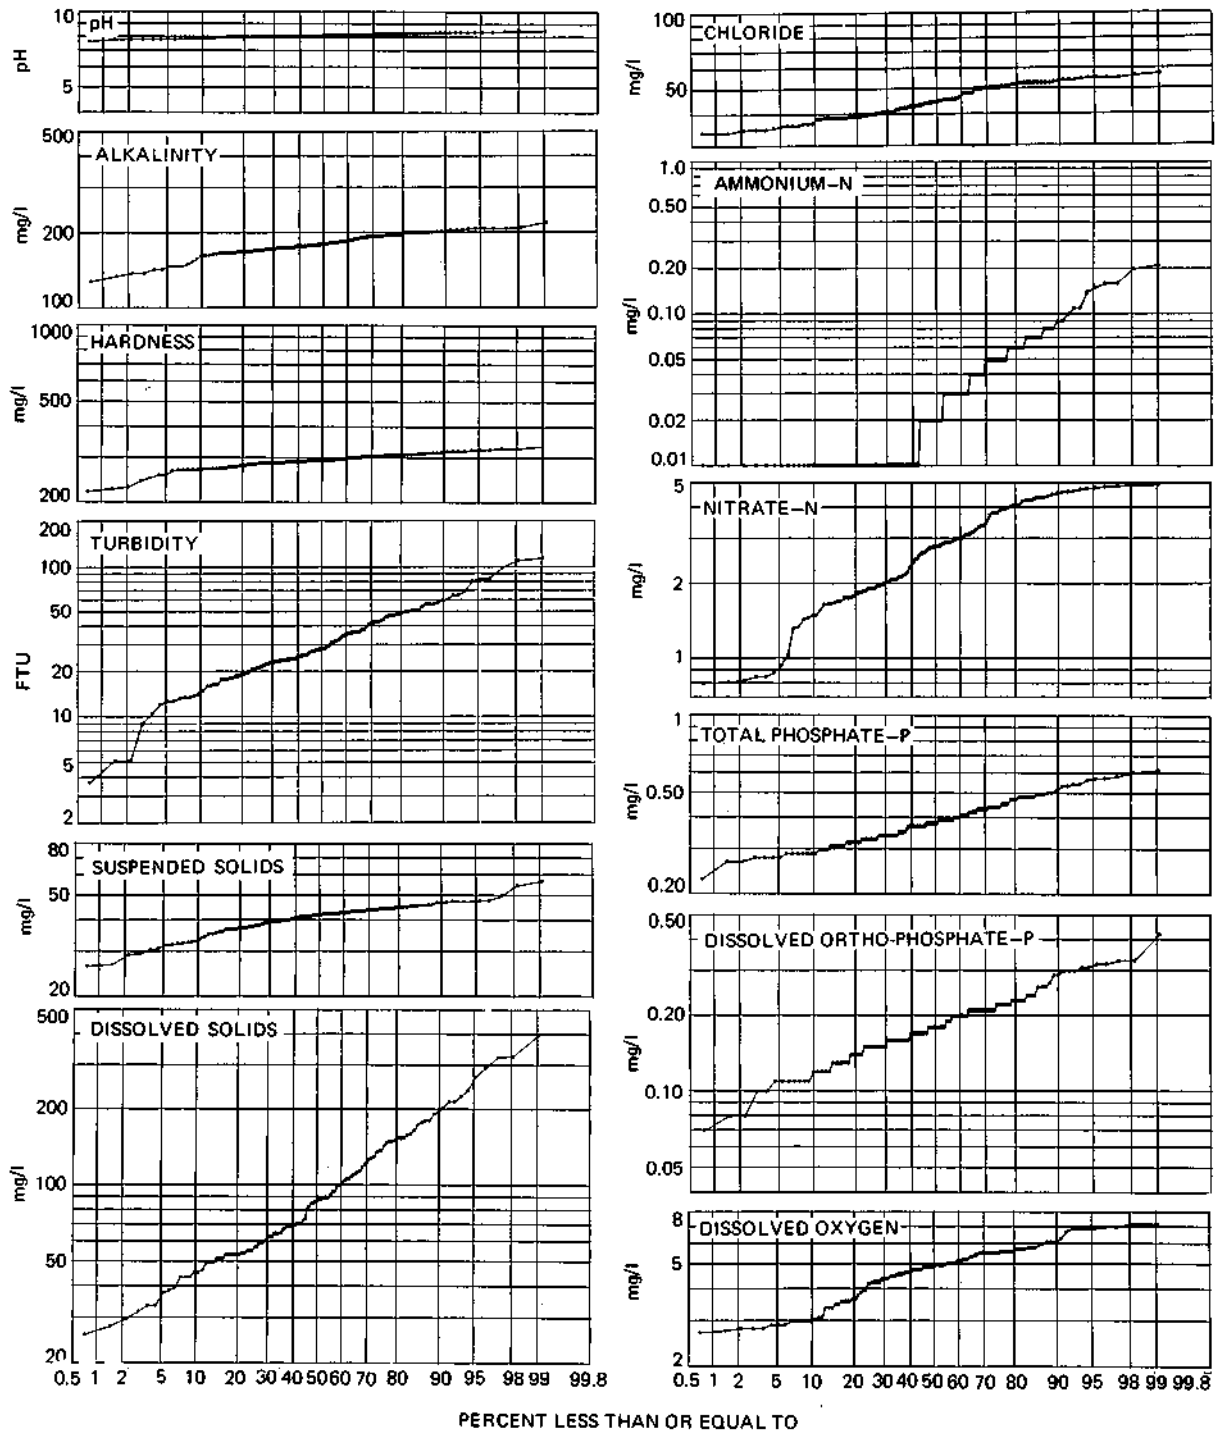 10
pH
5
pH
500
ALKALINITY
200
100
mg/l
1000
HARDNESS
500
200
mg/l
200
TURBIDITY
100
50
20
10
5
2
FTU
80
SUSPENDED SOLIDS
50
20
mg/l
500
DISSOLVED SOLIDS
200
100
50
20
mg/l
0.5 1 2 5 10 20 30 40 50 60 70 80 90 95 98 99 99.8
100
CHLORIDE
50
mg/l
1.0
AMMONIUM-N
0.50
0.20
0.10
0.05
0.02
0.01
mg/l
5
NITRATE-N
2
1
mg/l
1
TOTAL PHOSPHATE-P
0.50
0.20
mg/l
0.50
DISSOLVED ORTHO-PHOSPHATE-P
0.20
0.10
0.05
mg/l
8
DISSOLVED OXYGEN
5
2
mg/l
0.5 1 2 5 10 20 30 40 50 60 70 80 90 95 98 99 99.8
PERCENT LESS THAN OR EQUAL TO